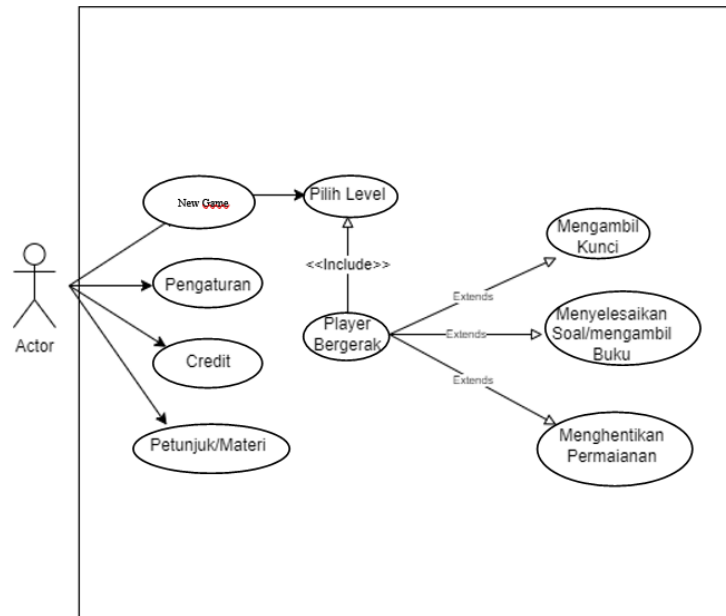 New Game
Pilih Level
Mengambil
Kunci
<<Include>>
Pengaturan
Extends
Player
Bergerak
Extends
Menyelesaikan
Soal/mengambil
Buku
Actor
Credit
Extends
Petunjuk/Materi
Menghentikan
Permaianan